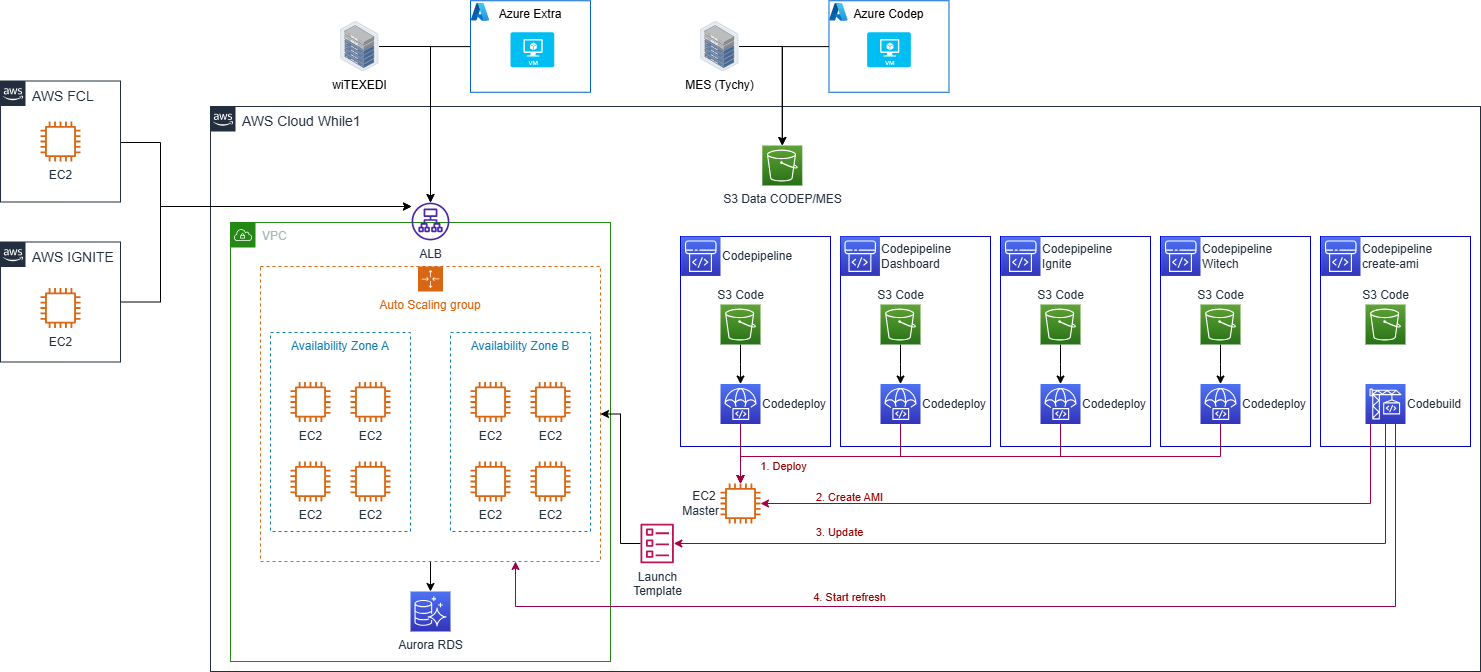 Azure Extra
VM
wiTEXEDI
Azure Codep
VM
MES (Tychy)
aws
AWS FCL
EC2
aws
AWS IGNITE
EC2
aws
AWS Cloud While1
S3 Data CODEP/MES
VPC
ALB
Auto Scaling group
Availability Zone A
EC2
EC2
EC2
EC2
Availability Zone B
EC2
EC2
EC2
EC2
Aurora RDS
Codepipeline
S3 Code
Codedeploy
Codepipeline
Dashboard
S3 Code
Codedeploy
Codepipeline
Ignite
S3 Code
Codedeploy
Codepipeline
Witech
S3 Code
Codedeploy
Codepipeline
create-ami
S3 Code
Codebuild
1. Deploy
EC2
Master
2. Create AMI
3. Update
Launch
Template
4. Start refresh